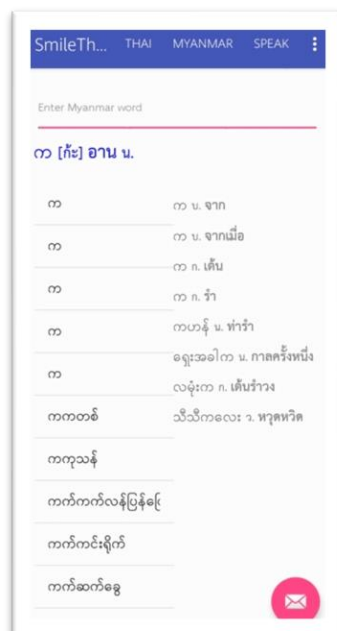 SmileTh... THAI MYANMAR SPEAK
Enter Myanmar word
က [ก้ะ] อาน น.
က
က
က
က
က
ကကတစ်
ကကုသန်
ကက်ကက်လန်ပြန်
ကက်ကင်းရိုက်
ကက်ဆက်ခွေ
က น. จาก
က น. จากเมื่อ
က ก. เต้น
က ก. รำ
ကဟန် น. ท่ารำ
ရှေးအခါက น. กาลครั้งหนึ่ง
လမုံးက ก. เต้นรำวง
သီသီကလေး ว. หวุดหวิด